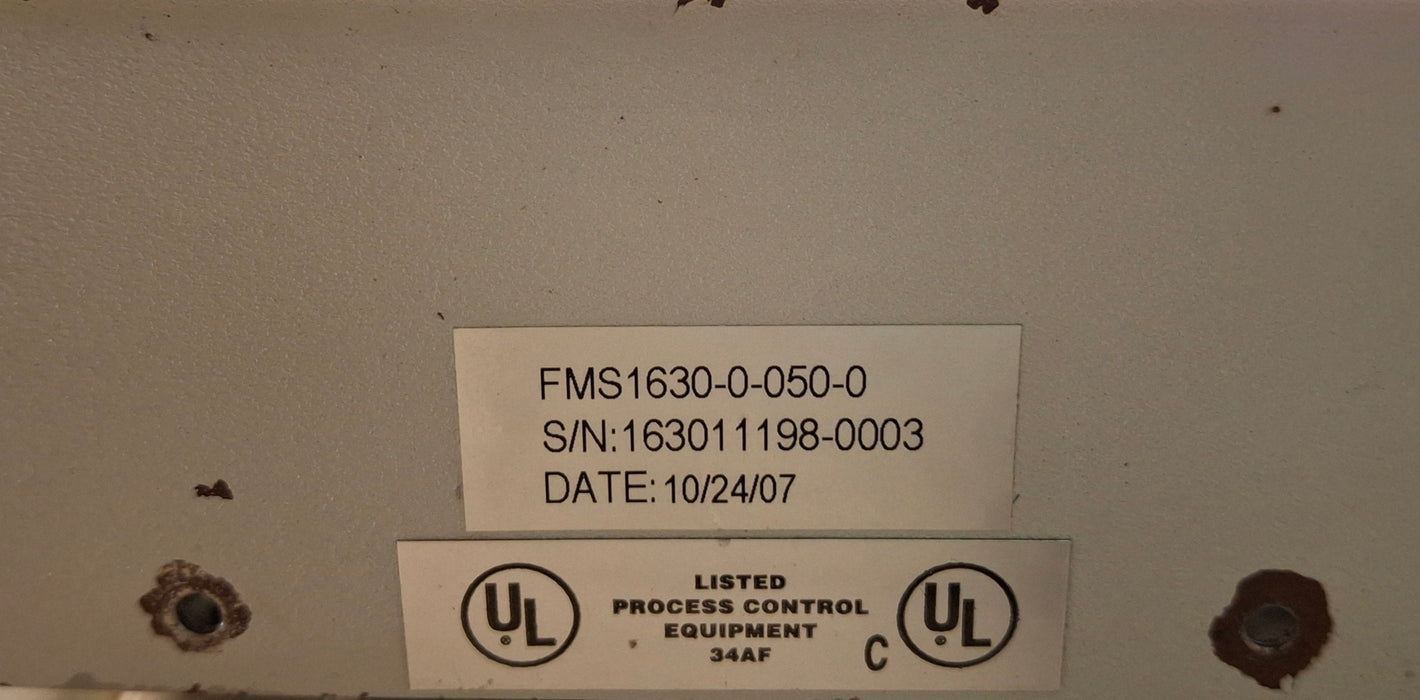 FMS1630-0-050-0
S/N:163011198-0003
DATE: 10/24/07
UL® LISTED C UL®
PROCESS CONTROL
EQUIPMENT
34AF